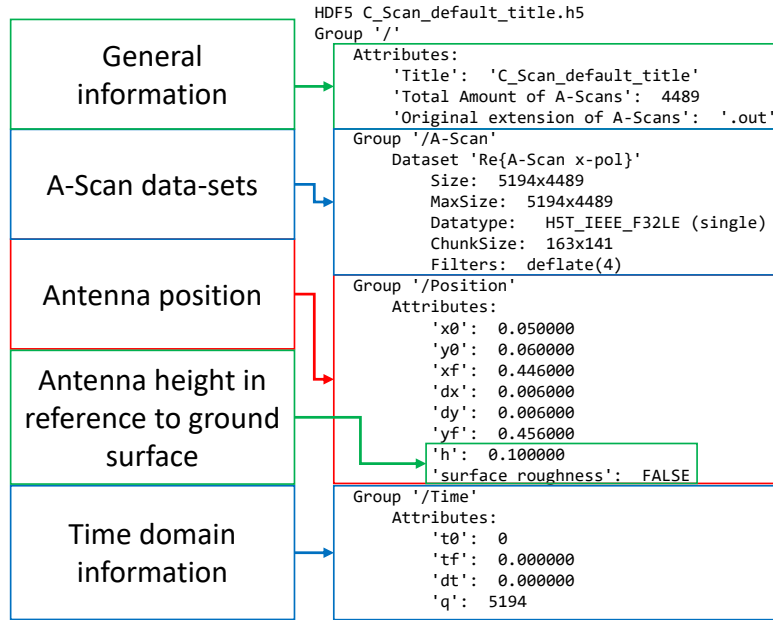 General
information
A-Scan data-sets
Antenna position
Antenna height in
reference to ground
surface
Time domain
information
HDF5 C_Scan_default_title.h5
Group '/'
Attributes:
'Title': 'C_Scan_default_title'
'Total Amount of A-Scans': 4489
'Original extension of A-Scans': '.out'
Group '/A-Scan'
Dataset 'Re{A-Scan x-pol}'
Size: 5194x4489
MaxSize: 5194x4489
Datatype: H5T_IEEE_F32LE (single)
ChunkSize: 163x141
Filters: deflate(4)
Group '/Position'
Attributes:
'x0': 0.050000
'y0': 0.060000
'xf': 0.446000
'dx': 0.006000
'dy': 0.006000
'yf': 0.456000
'h': 0.100000
'surface roughness': FALSE
Group '/Time'
Attributes:
't0': 0
'tf': 0.000000
'dt': 0.000000
'q': 5194